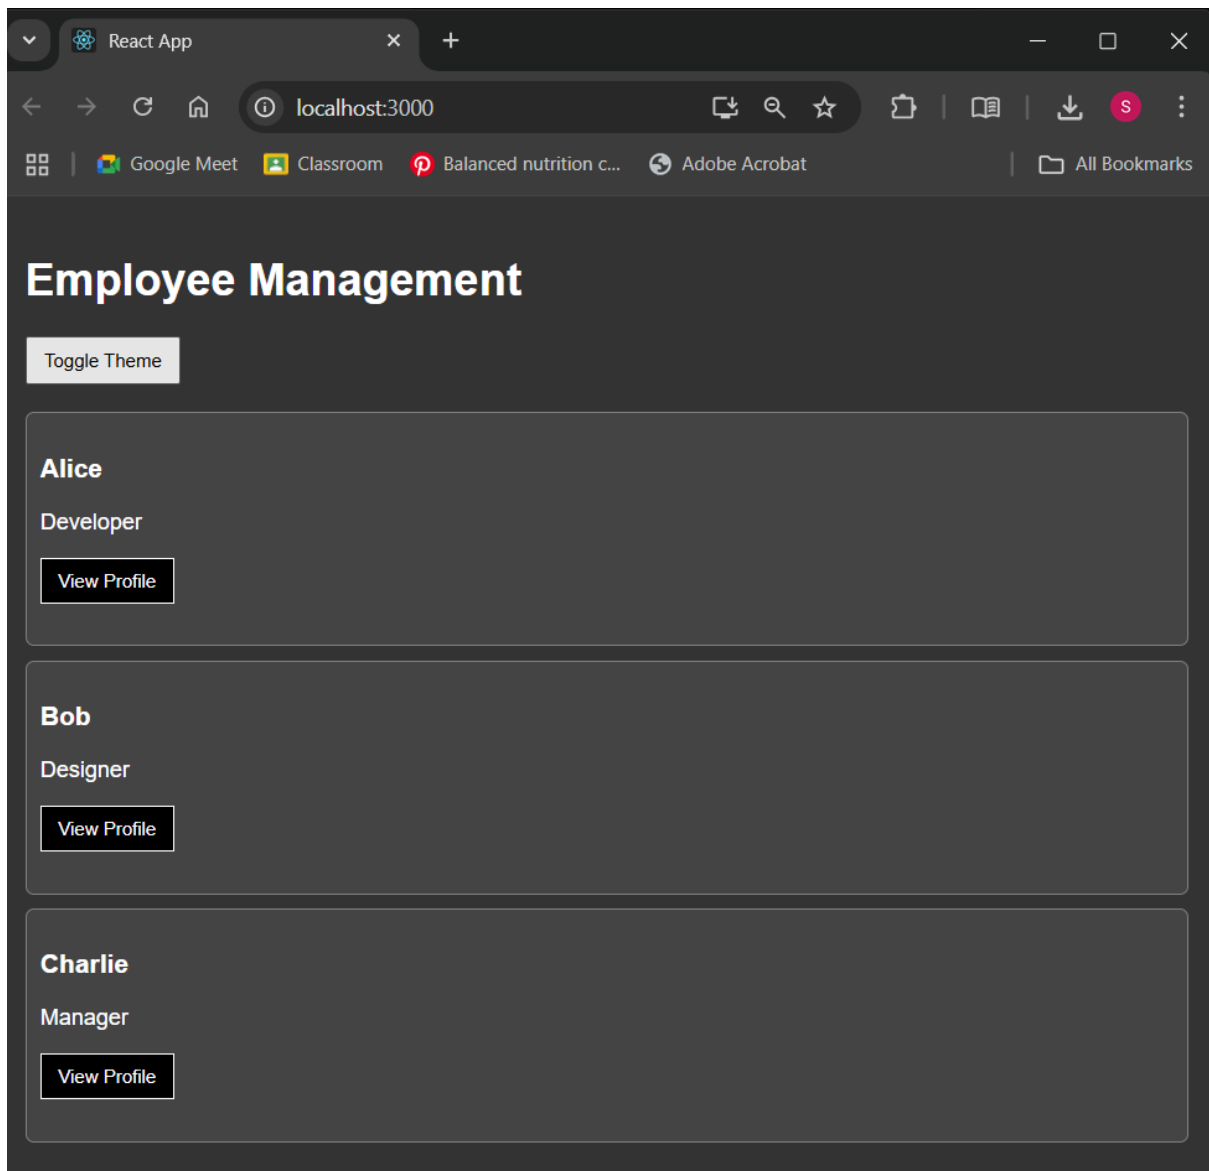 React App
localhost:3000
S
Google Meet Classroom Balanced nutrition c... Adobe Acrobat All Bookmarks
Employee Management
Toggle Theme
Alice
Developer
View Profile
Bob
Designer
View Profile
Charlie
Manager
View Profile